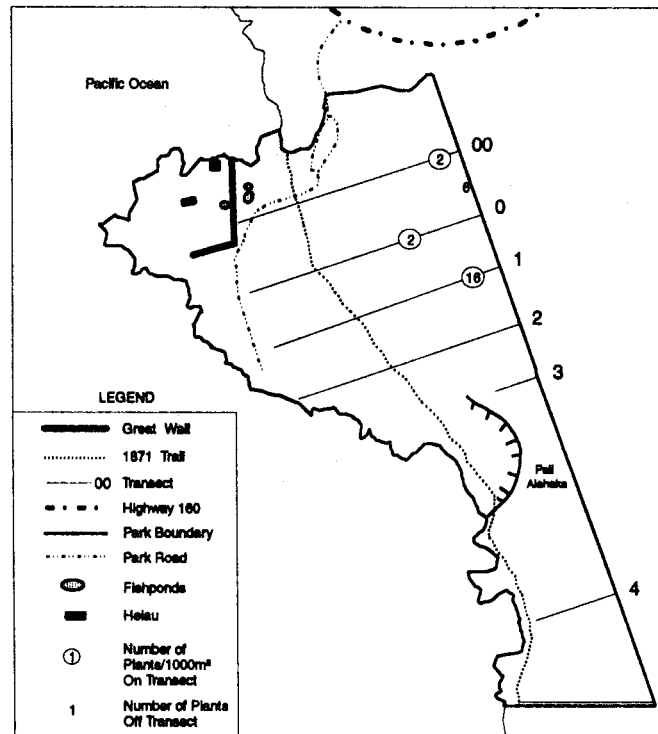 Pacific Ocean
2
00
6
0
2
1
16
2
3
Pali
Alahaka
4
LEGEND
Great Wall
1871 Trail
00 Transect
Highway 160
Park Boundary
Park Road
Fishponds
Heiau
1 Number of
Plants/1000m²
On Transect
1 Number of Plants
Off Transect